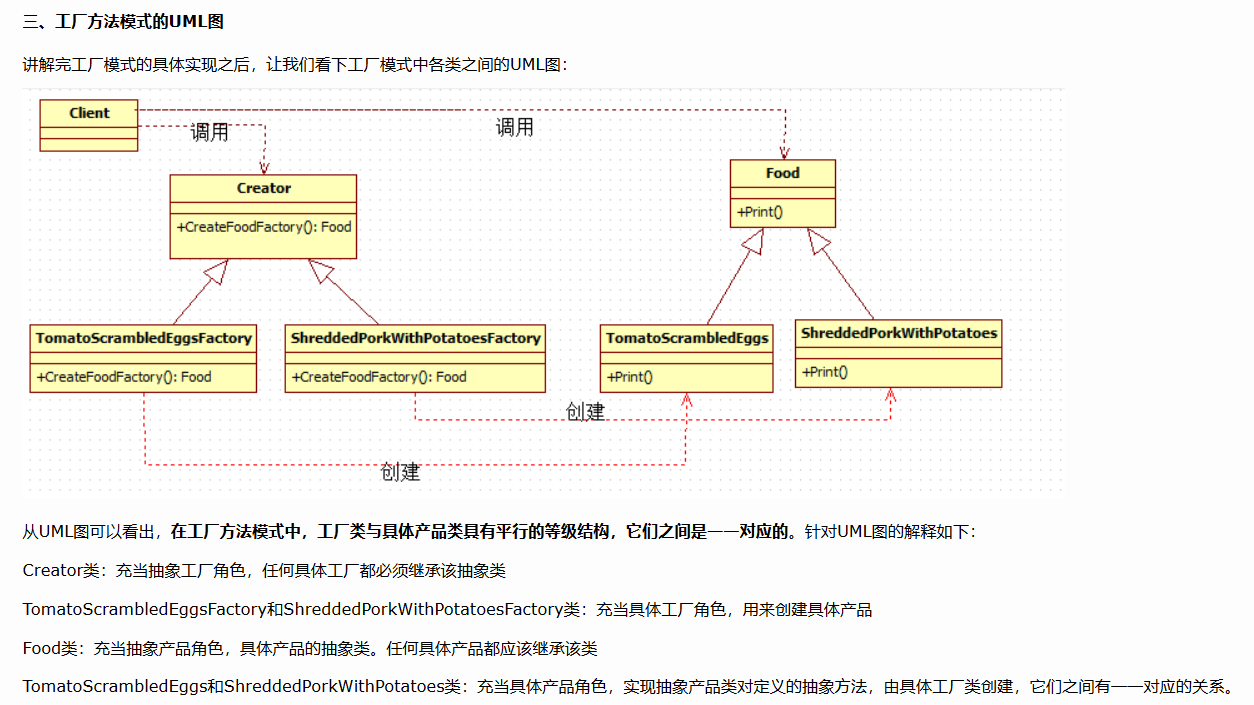 三、工厂方法模式的UML图
讲解完工厂模式的具体实现之后，让我们看下工厂模式中各类之间的UML图：
Client
调用
调用
Creator
+CreateFoodFactory(): Food
Food
+Print()
TomatoScrambledEggsFactory
+CreateFoodFactory(): Food
ShreddedPorkWithPotatoesFactory
+CreateFoodFactory(): Food
TomatoScrambledEggs
+Print()
ShreddedPorkWithPotatoes
+Print()
创建
创建
从UML图可以看出，在工厂方法模式中，工厂类与具体产品类具有平行的等级结构，它们之间是一一对应的。针对UML图的解释如下：
Creator类：充当抽象工厂角色，任何具体工厂都必须继承该抽象类
TomatoScrambledEggsFactory和ShreddedPorkWithPotatoesFactory类：充当具体工厂角色，用来创建具体产品
Food类：充当抽象产品角色，具体产品的抽象类。任何具体产品都应该继承该类
TomatoScrambledEggs和ShreddedPorkWithPotatoes类：充当具体产品角色，实现抽象产品类对定义的抽象方法，由具体工厂类创建，它们之间有一一对应的关系。